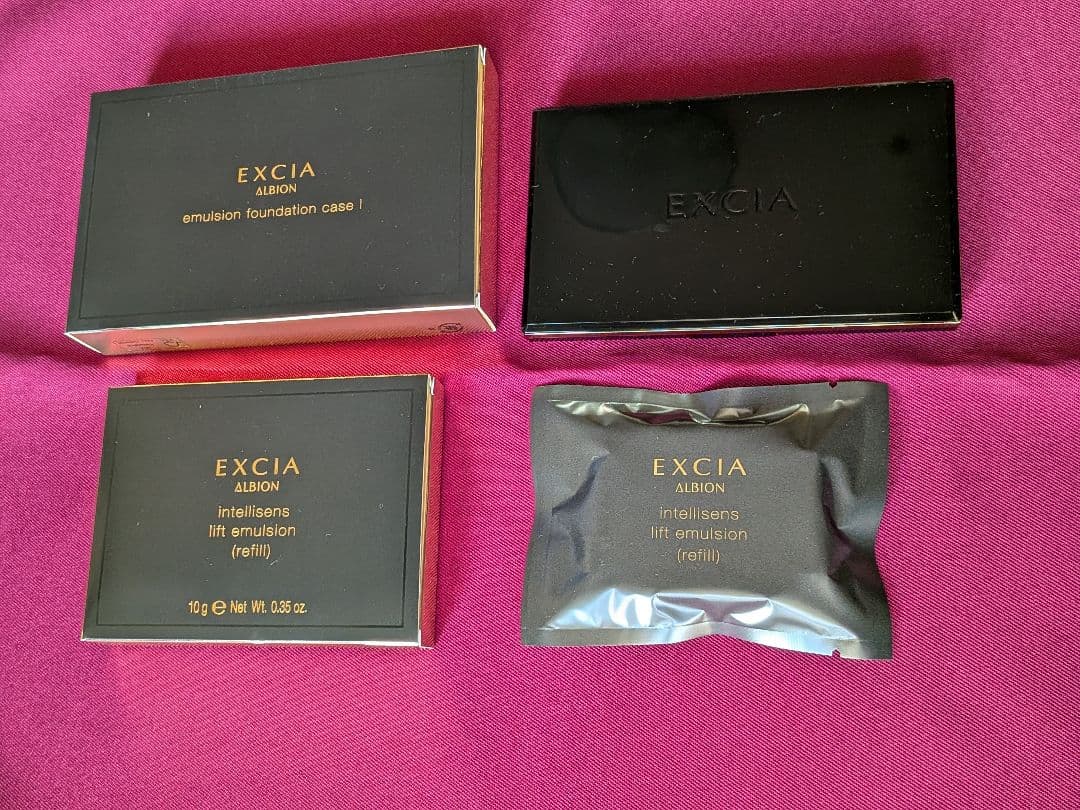 EXCIA
ALBION
emulsion foundation case I
EXCIA
EXCIA
ALBION
intellisens
lift emulsion
(refill)
10 g ℮ Net Wt. 0.35 oz.
EXCIA
ALBION
intellisens
lift emulsion
(refill)